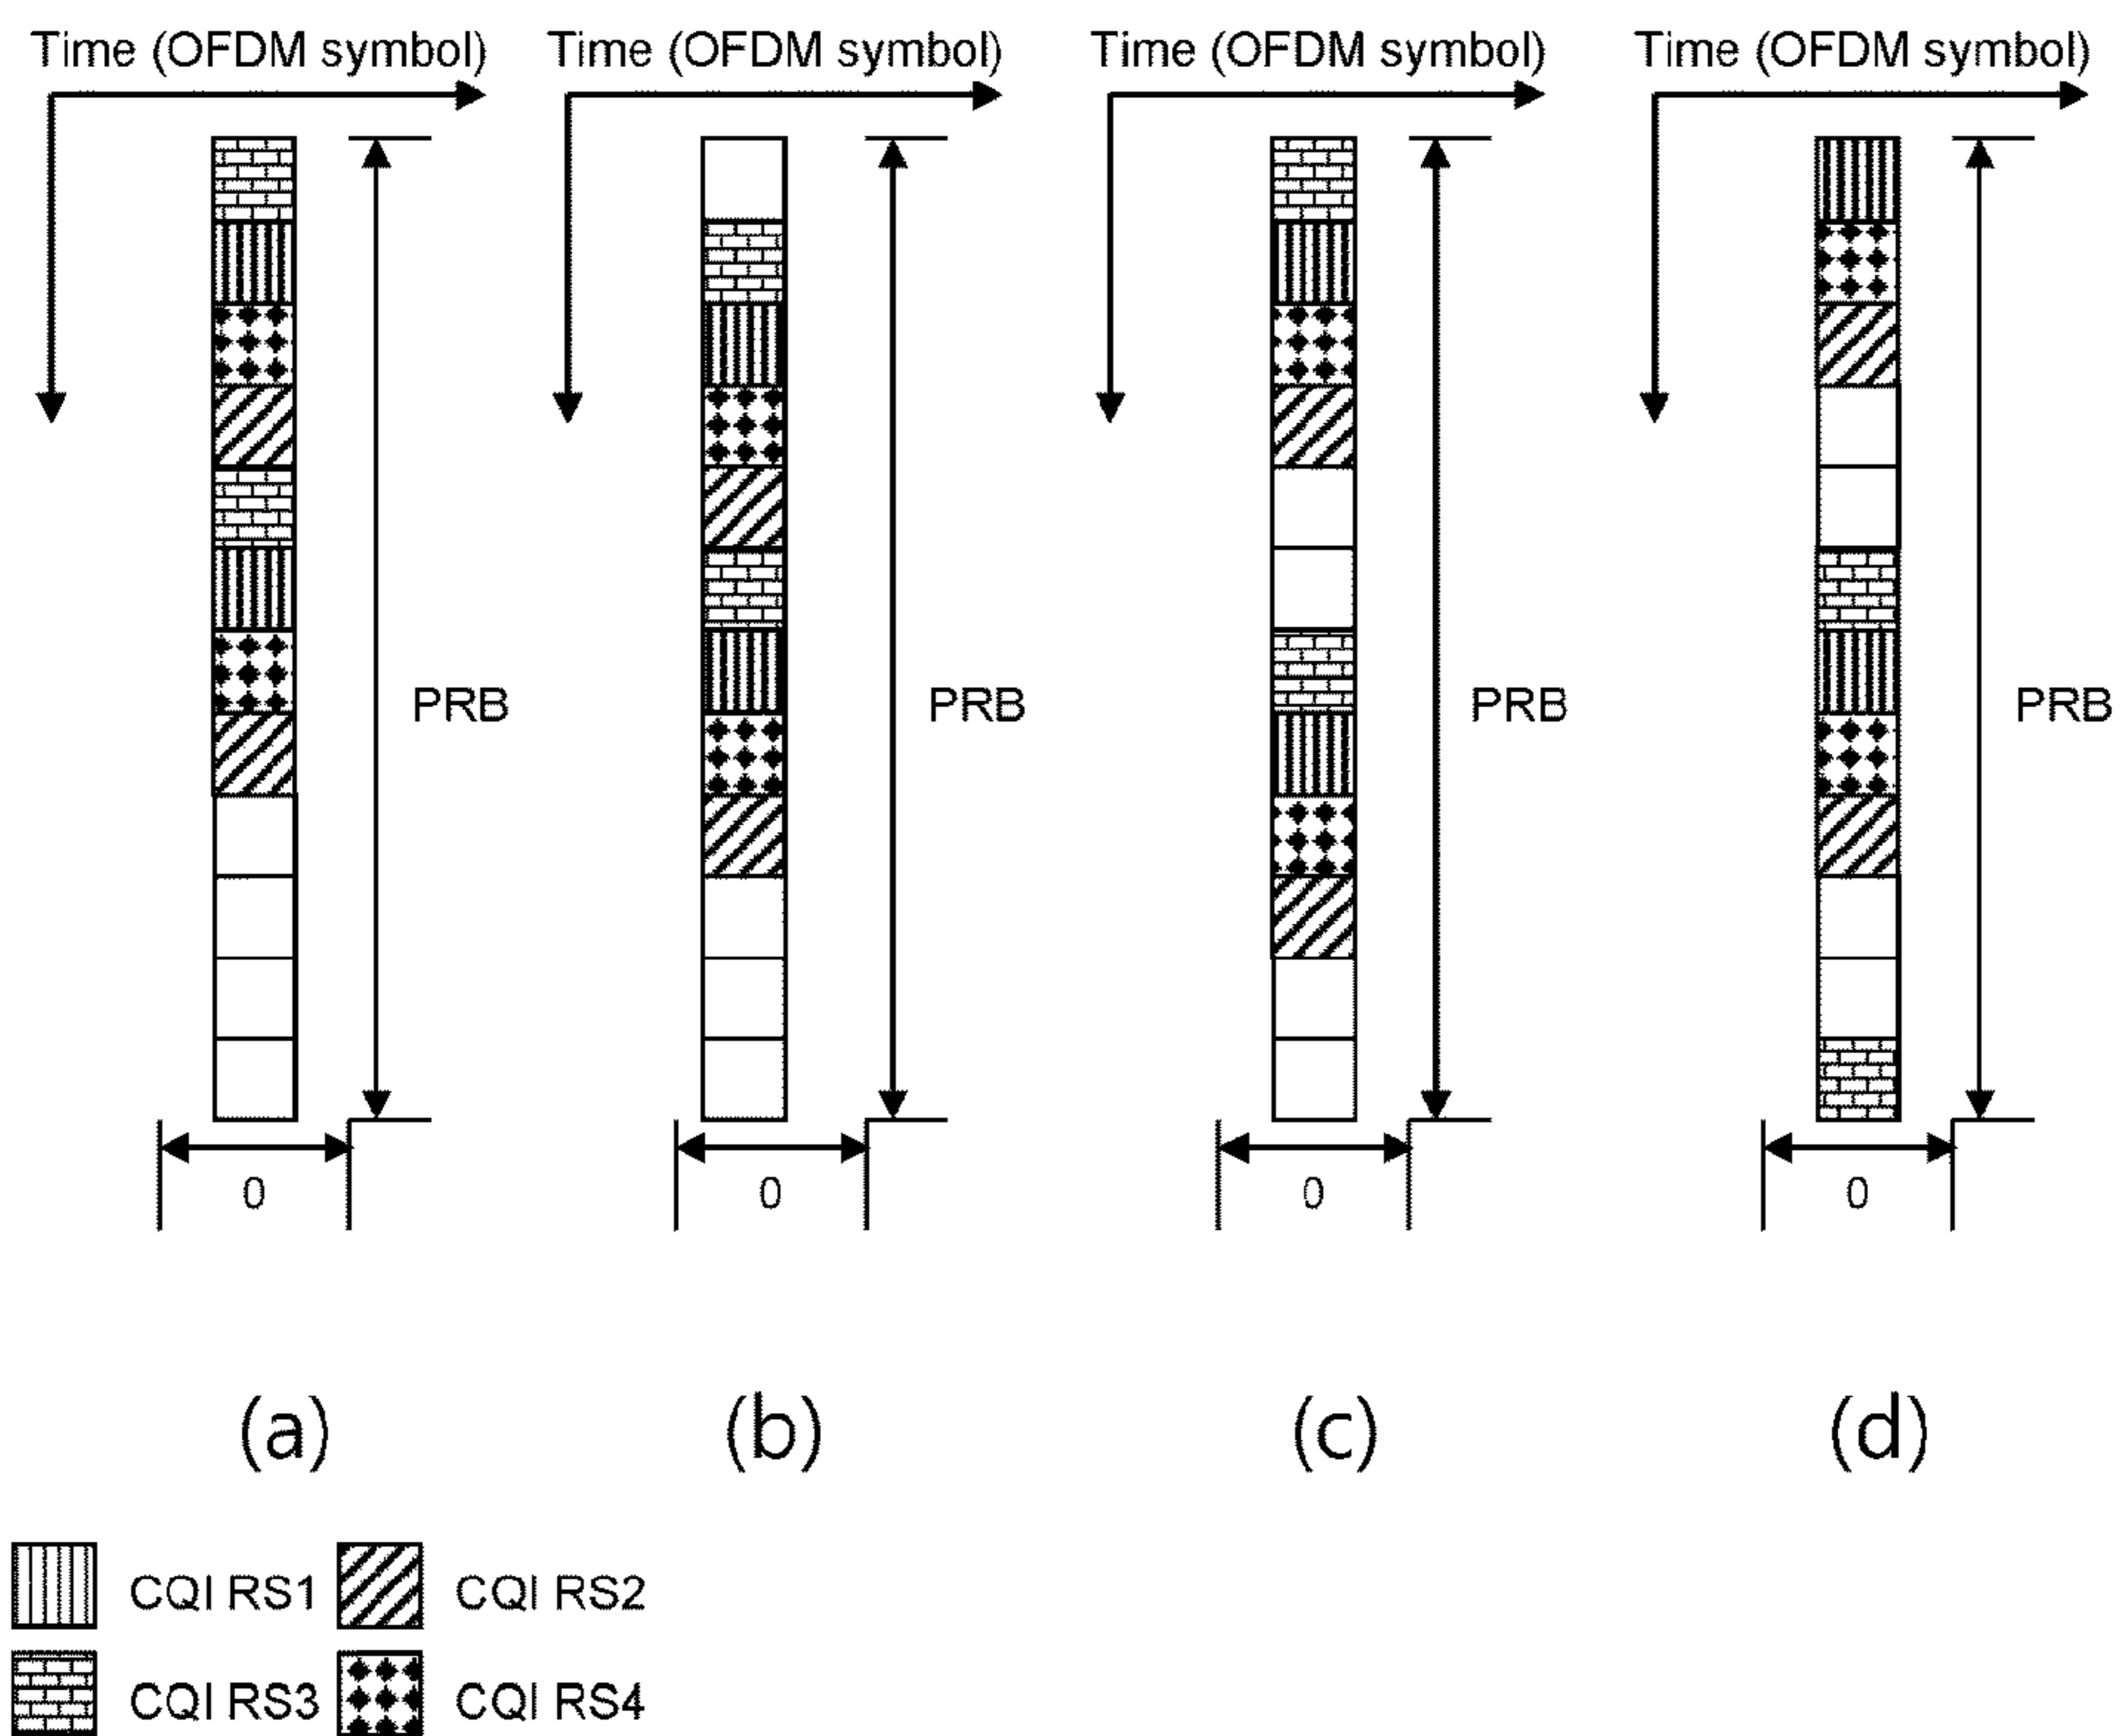 Time (OFDM symbol) Time (OFDM symbol) Time (OFDM symbol) Time (OFDM symbol)
PRB PRB PRB PRB
0 0 0 0
(a) (b) (c) (d)
CQI RS1 CQI RS2
CQI RS3 CQI RS4